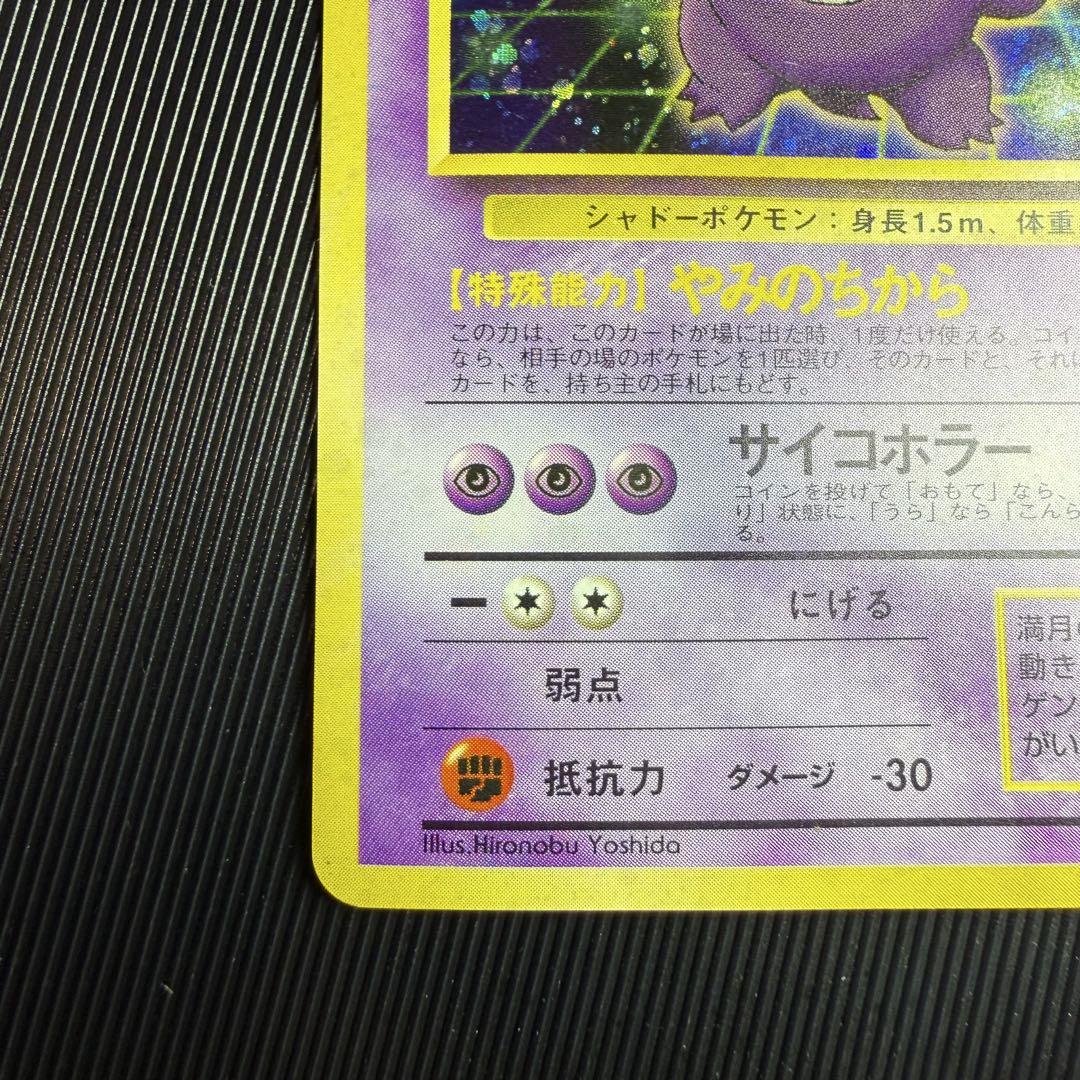 シャドーポケモン：身長1.5m、体重
【特殊能力】やみのちから
この力は、このカードが場に出た時、1度だけ使える。コイ
なら、相手の場のポケモンを1匹選び、そのカードと、それに
カードを、持ち主の手札にもどす。
サイコホラー
コインを投げて「おもて」なら、
り」状態に、「うら」なら「こんら
る。
にげる
弱点
抵抗力 ダメージ -30
満月
動き
ゲン
がい
Illus.Hironobu Yoshida